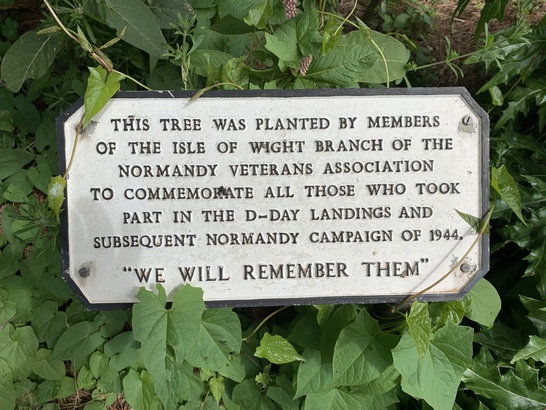 THIS TREE WAS PLANTED BY MEMBERS
OF THE ISLE OF WIGHT BRANCH OF THE
NORMANDY VETERANS ASSOCIATION
TO COMMEMORATE ALL THOSE WHO TOOK
PART IN THE D-DAY LANDINGS AND
SUBSEQUENT NORMANDY CAMPAIGN OF 1944.
"WE WILL REMEMBER THEM"